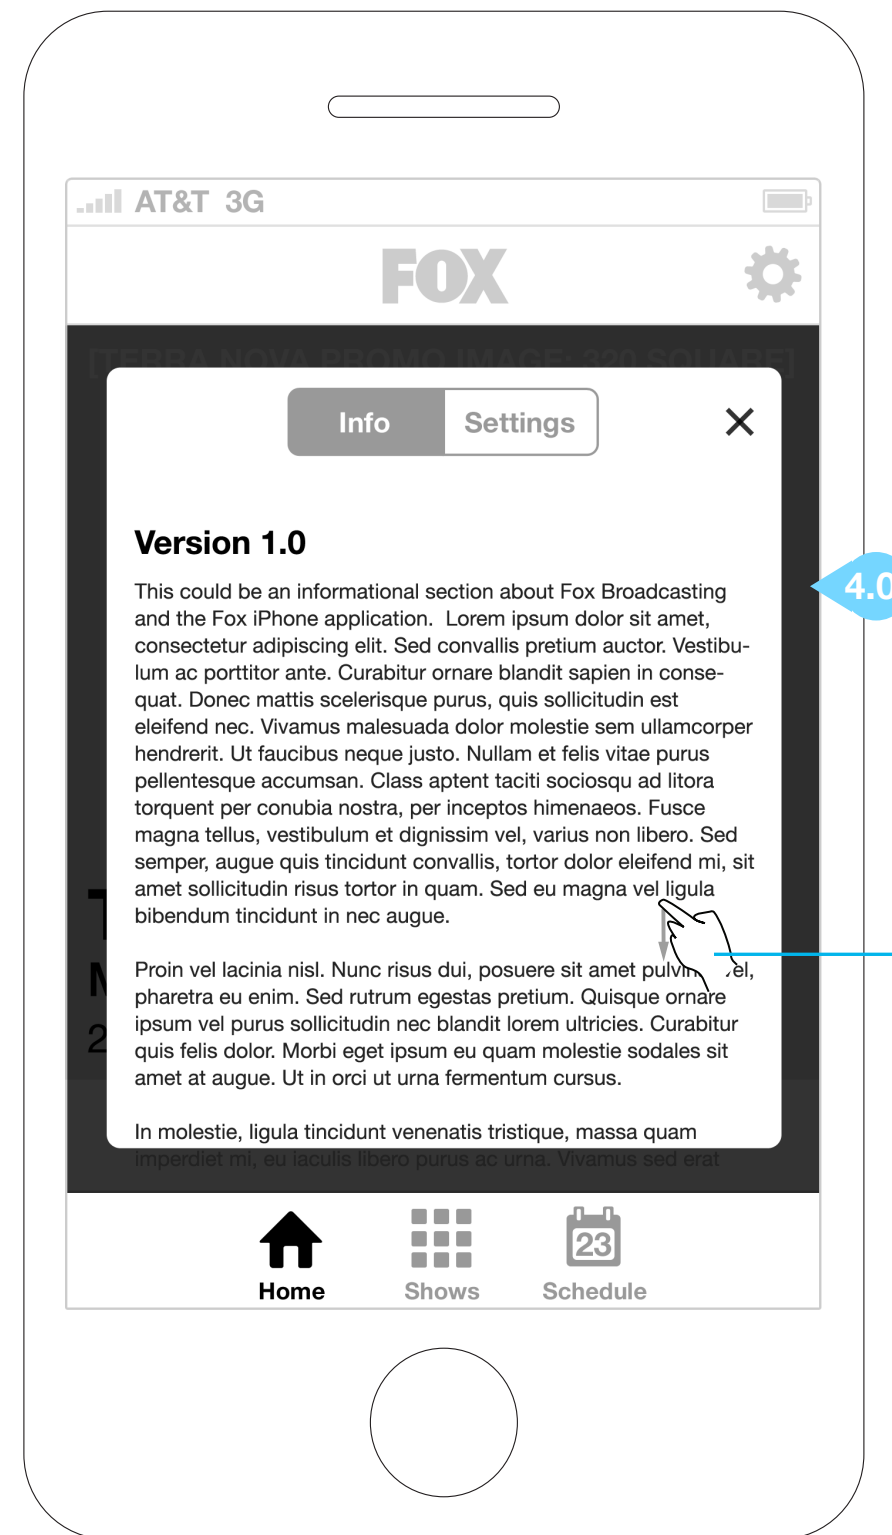 AT&T 3G
FOX
[TERRA NOVA PROMO IMAGE: 320 SQUARE]
Info
Settings
Version 1.0
This could be an informational section about Fox Broadcasting
and the Fox iPhone application.  Lorem ipsum dolor sit amet,
consectetur adipiscing elit. Sed convallis pretium auctor. Vestibu-
lum ac porttitor ante. Curabitur ornare blandit sapien in conse-
quat. Donec mattis scelerisque purus, quis sollicitudin est
eleifend nec. Vivamus malesuada dolor molestie sem ullamcorper
hendrerit. Ut faucibus neque justo. Nullam et felis vitae purus
pellentesque accumsan. Class aptent taciti sociosqu ad litora
torquent per conubia nostra, per inceptos himenaeos. Fusce
magna tellus, vestibulum et dignissim vel, varius non libero. Sed
semper, augue quis tincidunt convallis, tortor dolor eleifend mi, sit
amet sollicitudin risus tortor in quam. Sed eu magna vel ligula
bibendum tincidunt in nec augue.
Proin vel lacinia nisl. Nunc risus dui, posuere sit amet
pharetra eu enim. Sed rutrum egestas pretium. Quisque ornare
ipsum vel purus sollicitudin nec blandit lorem ultricies. Curabitur
quis felis dolor. Morbi eget ipsum eu quam molestie sodales sit
amet at augue. Ut in orci ut urna fermentum cursus.
In molestie, ligula tincidunt venenatis tristique, massa quam
imperdiet mi, eu iaculis libero purus ac urna. Vivamus sed erat
4.0
23
Home
Shows
Schedule